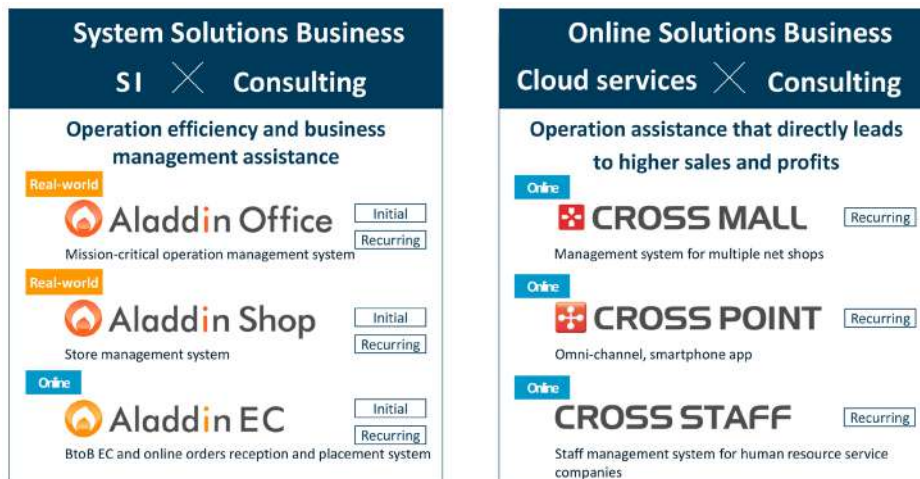 System Solutions Business
SI × Consulting
Operation efficiency and business
management assistance
Real-world
Aladdin Office
Initial
Recurring
Mission-critical operation management system
Real-world
Aladdin Shop
Initial
Recurring
Store management system
Online
Aladdin EC
Initial
Recurring
BtoB EC and online orders reception and placement system
Online Solutions Business
Cloud services × Consulting
Operation assistance that directly leads
to higher sales and profits
Online
CROSS MALL
Recurring
Management system for multiple net shops
Online
CROSS POINT
Recurring
Omni-channel, smartphone app
Online
CROSS STAFF
Recurring
Staff management system for human resource service
companies